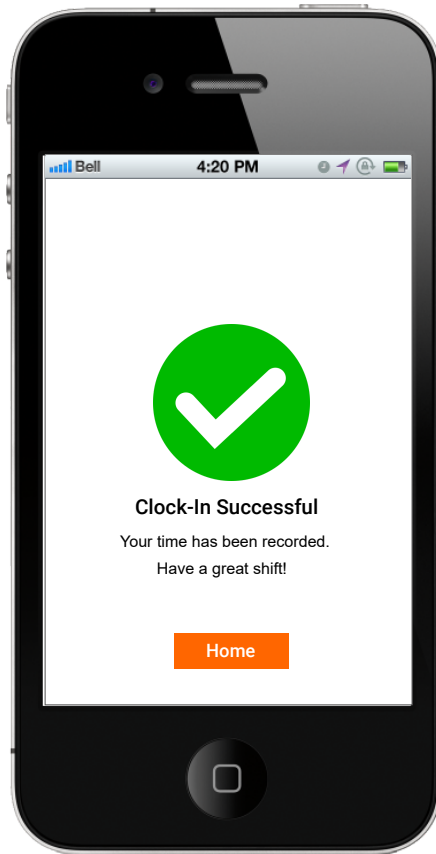 Bell 4:20 PM
Clock-In Successful
Your time has been recorded.
Have a great shift!
Home